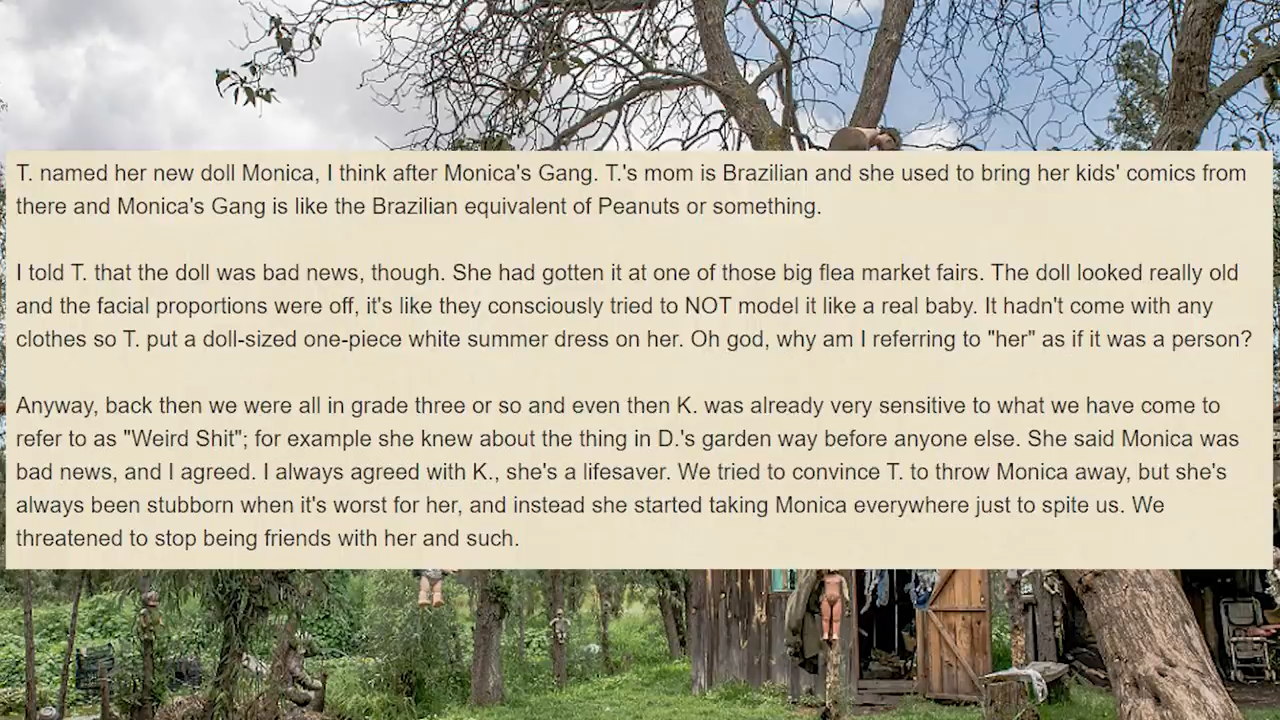 T. named her new doll Monica, I think after Monica's Gang. T.'s mom is Brazilian and she used to bring her kids' comics from
there and Monica's Gang is like the Brazilian equivalent of Peanuts or something.
I told T. that the doll was bad news, though. She had gotten it at one of those big flea market fairs. The doll looked really old
and the facial proportions were off, it's like they consciously tried to NOT model it like a real baby. It hadn't come with any
clothes so T. put a doll-sized one-piece white summer dress on her. Oh god, why am I referring to "her" as if it was a person?
Anyway, back then we were all in grade three or so and even then K. was already very sensitive to what we have come to
refer to as "Weird Shit"; for example she knew about the thing in D.'s garden way before anyone else. She said Monica was
bad news, and I agreed. I always agreed with K., she's a lifesaver. We tried to convince T. to throw Monica away, but she's
always been stubborn when it's worst for her, and instead she started taking Monica everywhere just to spite us. We
threatened to stop being friends with her and such.